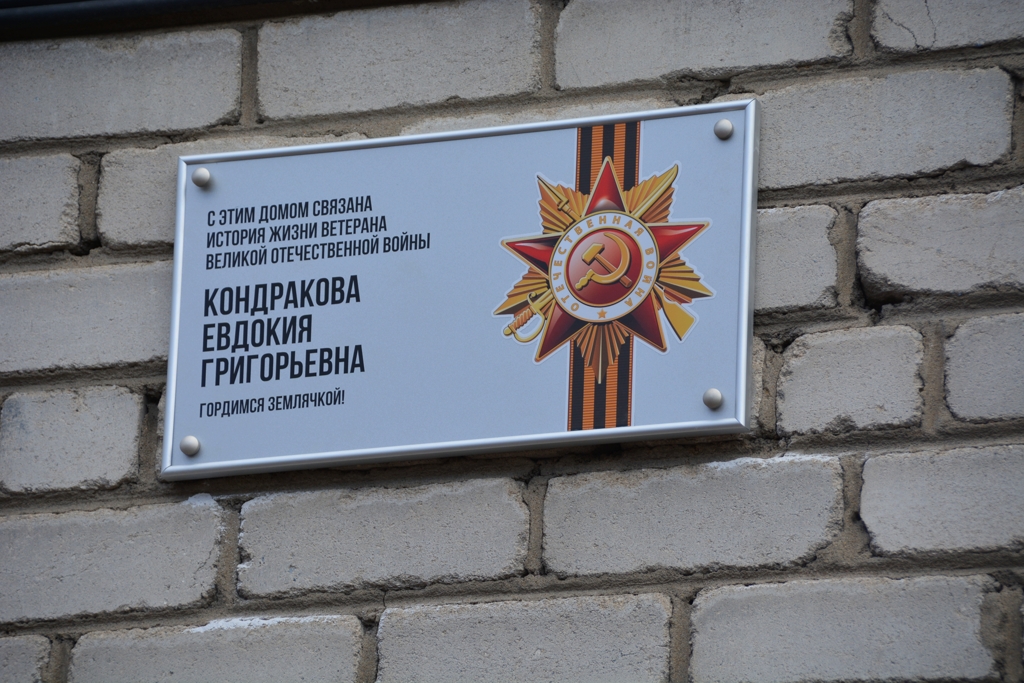 С ЭТИМ ДОМОМ СВЯЗАНА
ИСТОРИЯ ЖИЗНИ ВЕТЕРАНА
ВЕЛИКОЙ ОТЕЧЕСТВЕННОЙ ВОЙНЫ
КОНДРАКОВА
ЕВДОКИЯ
ГРИГОРЬЕВНА
ГОРДИМСЯ ЗЕМЛЯЧКОЙ!
ОТЕЧЕСТВЕННАЯ ВОЙНА